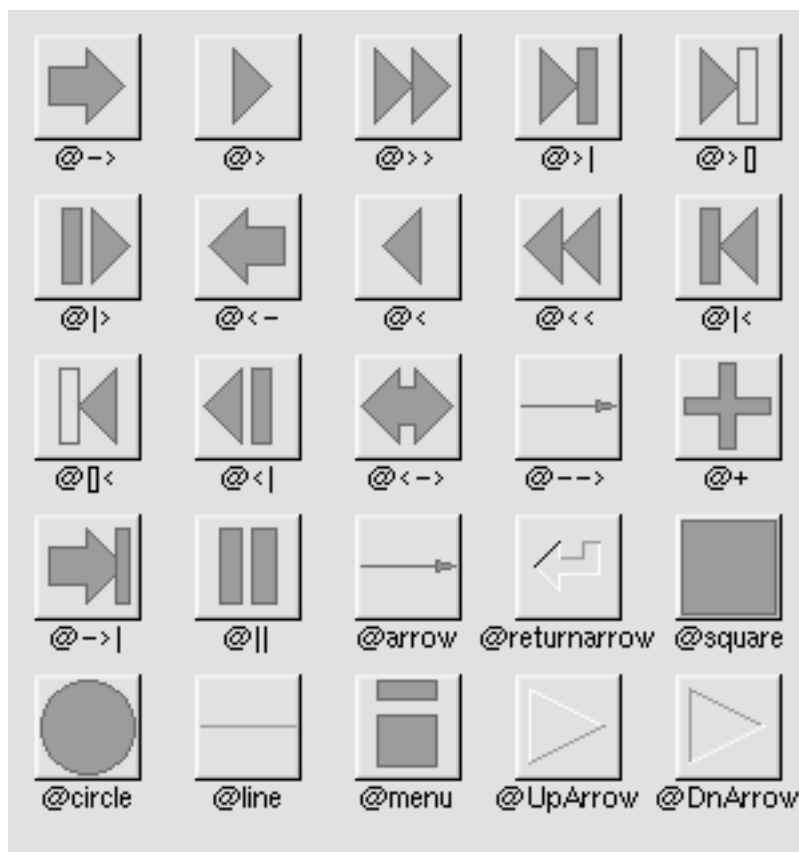 @-> @> @>> @>| @>[]
@|> @<- @< @<< @|<
@[]< @<| @<-> @--> @+
@->| @|| @arrow @returnarrow @square
@circle @line @menu @UpArrow @DnArrow